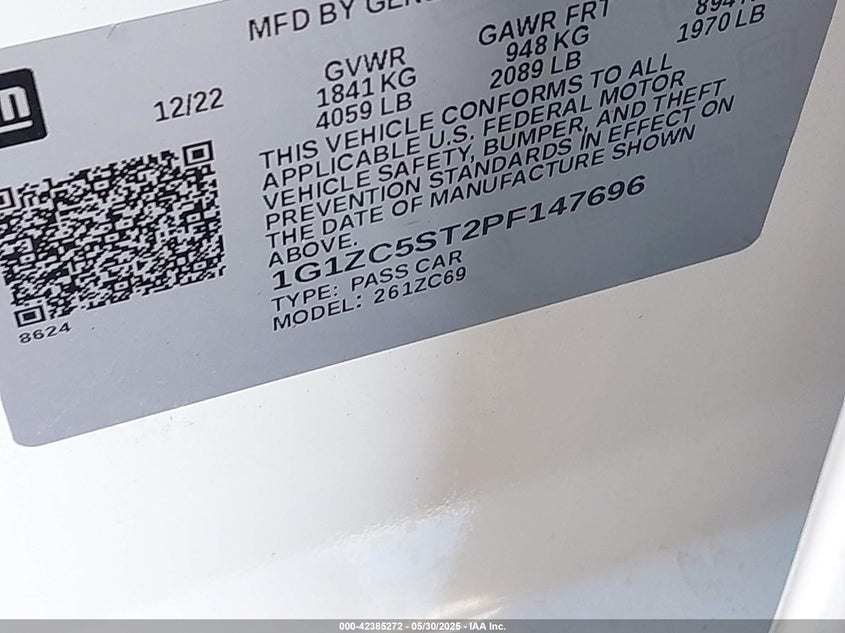 MFD BY
GVWR GAWR FRT
1841 KG 948 KG
4059 LB 2089 LB 1970 LB
12/22
THIS VEHICLE CONFORMS TO ALL
APPLICABLE U.S. FEDERAL MOTOR
VEHICLE SAFETY, BUMPER, AND THEFT
PREVENTION STANDARDS IN EFFECT ON
THE DATE OF MANUFACTURE SHOWN
ABOVE.
1G1ZC5ST2PF147696
TYPE: PASS CAR
MODEL: 261ZC69
8624
000-42385272 - 05/30/2025 - IAA Inc.